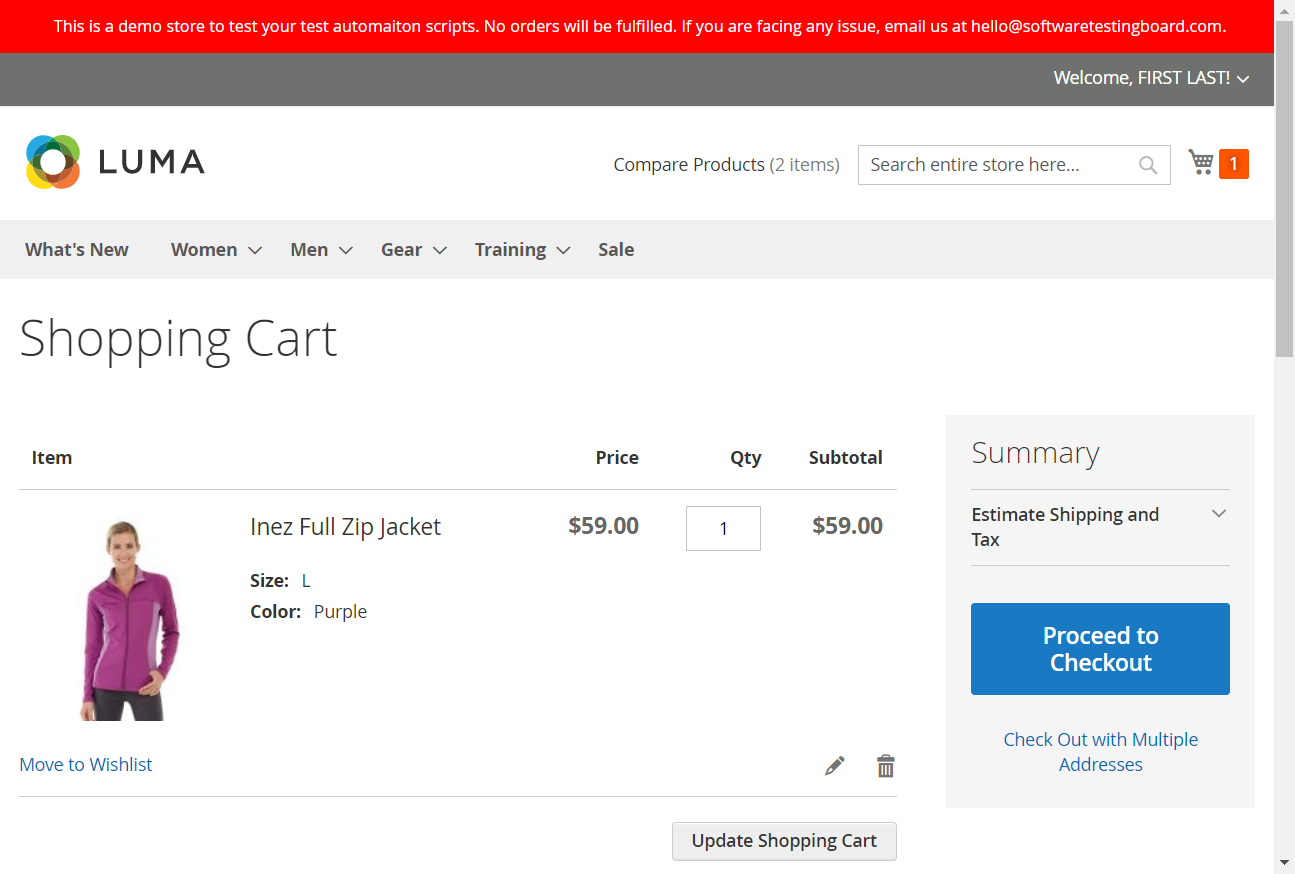 This is a demo store to test your test automaiton scripts. No orders will be fulfilled. If you are facing any issue, email us at hello@softwaretestingboard.com.
Welcome, FIRST LAST!
LUMA
Compare Products (2 items)
Search entire store here...
1
What's New
Women
Men
Gear
Training
Sale
Shopping Cart
Item
Price
Qty
Subtotal
Inez Full Zip Jacket
$59.00
1
$59.00
Size: L
Color: Purple
Move to Wishlist
Update Shopping Cart
Summary
Estimate Shipping and
Tax
Proceed to
Checkout
Check Out with Multiple
Addresses